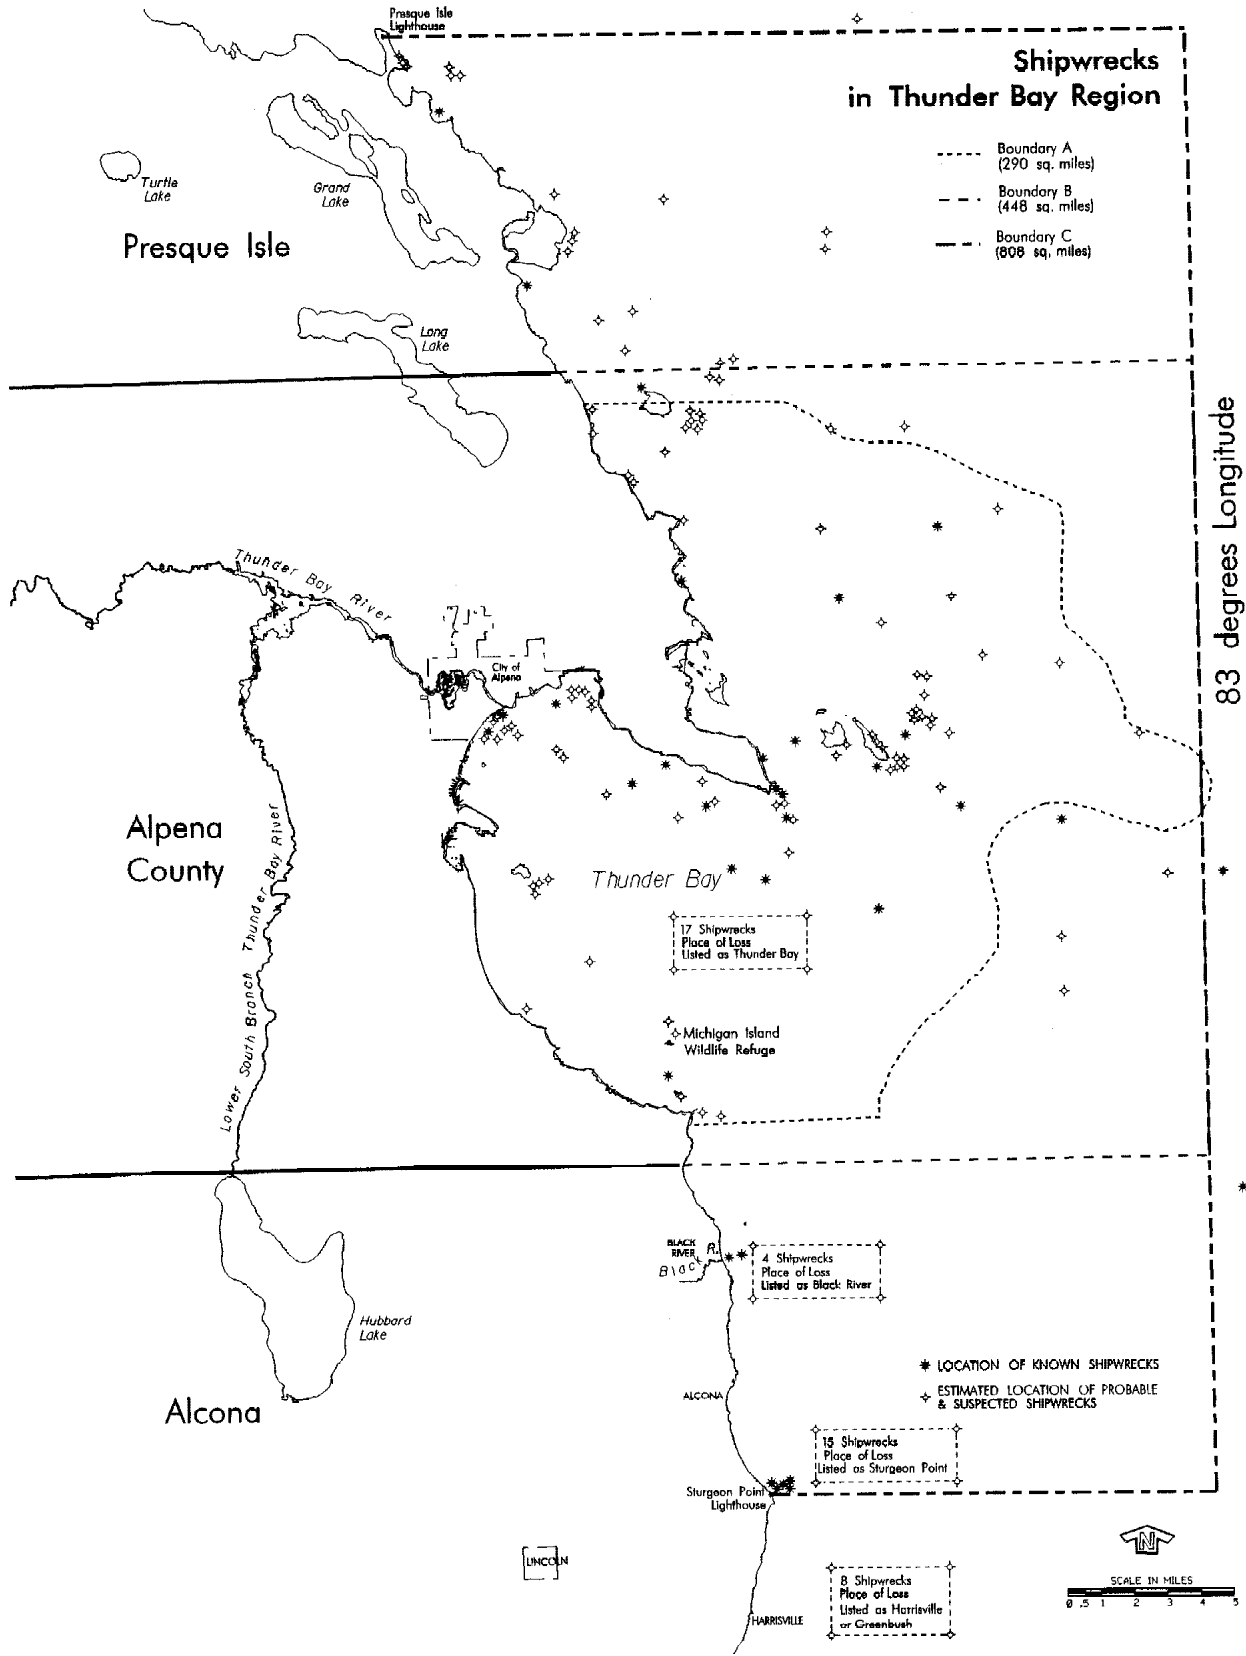 Presque Isle
Lighthouse
Shipwrecks
in Thunder Bay Region
Boundary A
(290 sq. miles)
Boundary B
(448 sq. miles)
Boundary C
(808 sq. miles)
Turtle
Lake
Grand
Lake
Presque Isle
Long
Lake
83 degrees Longitude
Thunder Bay River
City of
Alpena
Alpena
County
Lower South Branch Thunder Bay River
Thunder Bay
17 Shipwrecks
Place of Loss
Listed as Thunder Bay
Michigan Island
Wildlife Refuge
BLACK
RIVER
Black R.
4 Shipwrecks
Place of Loss
Listed as Black River
Hubbard
Lake
LOCATION OF KNOWN SHIPWRECKS
ESTIMATED LOCATION OF PROBABLE
& SUSPECTED SHIPWRECKS
ALCONA
Alcona
15 Shipwrecks
Place of Loss
Listed as Sturgeon Point
Sturgeon Point
Lighthouse
N
LINCOLN
SCALE IN MILES
0 .5 1 2 3 4 5
8 Shipwrecks
Place of Loss
Listed as Harrisville
or Greenbush
HARRISVILLE